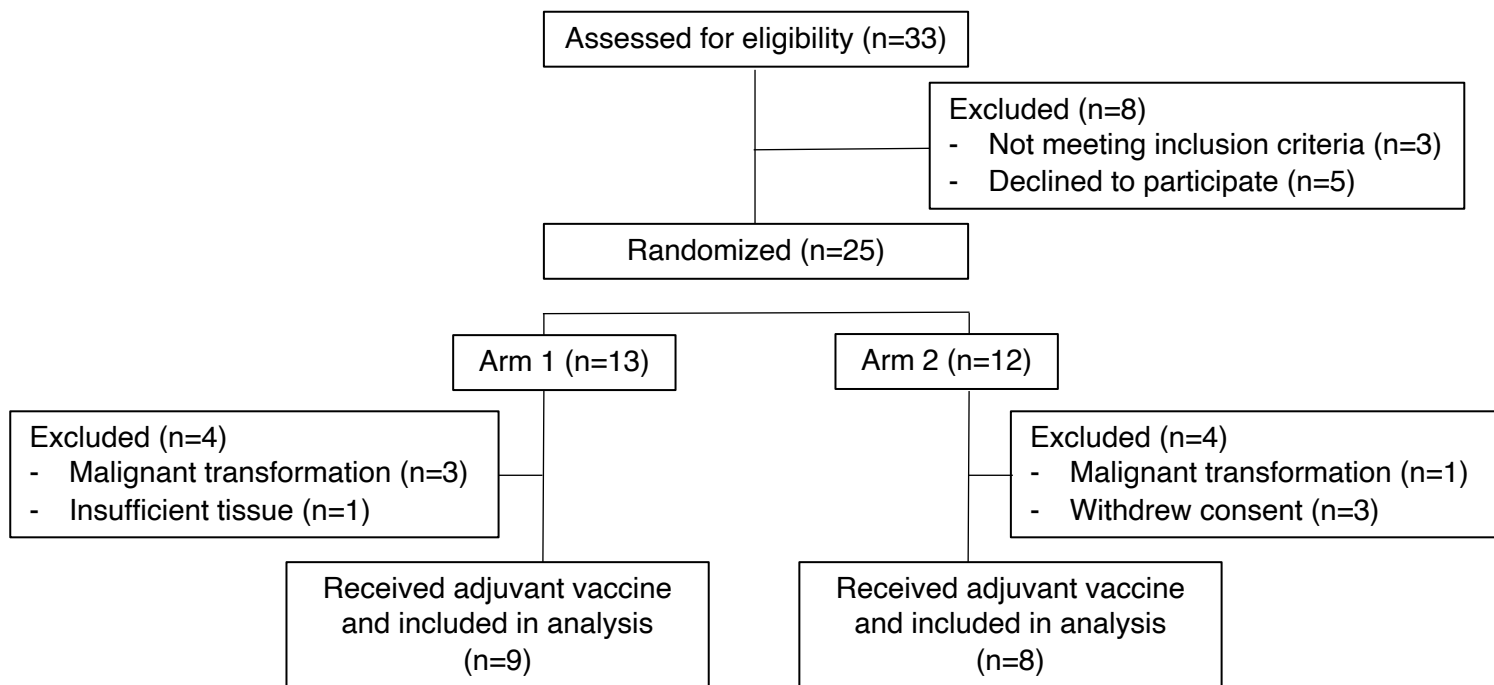 Assessed for eligibility (n=33)
Excluded (n=8)
- Not meeting inclusion criteria (n=3)
- Declined to participate (n=5)
Randomized (n=25)
Arm 1 (n=13)
Arm 2 (n=12)
Excluded (n=4)
- Malignant transformation (n=3)
- Insufficient tissue (n=1)
Excluded (n=4)
- Malignant transformation (n=1)
- Withdrew consent (n=3)
Received adjuvant vaccine
and included in analysis
(n=9)
Received adjuvant vaccine
and included in analysis
(n=8)